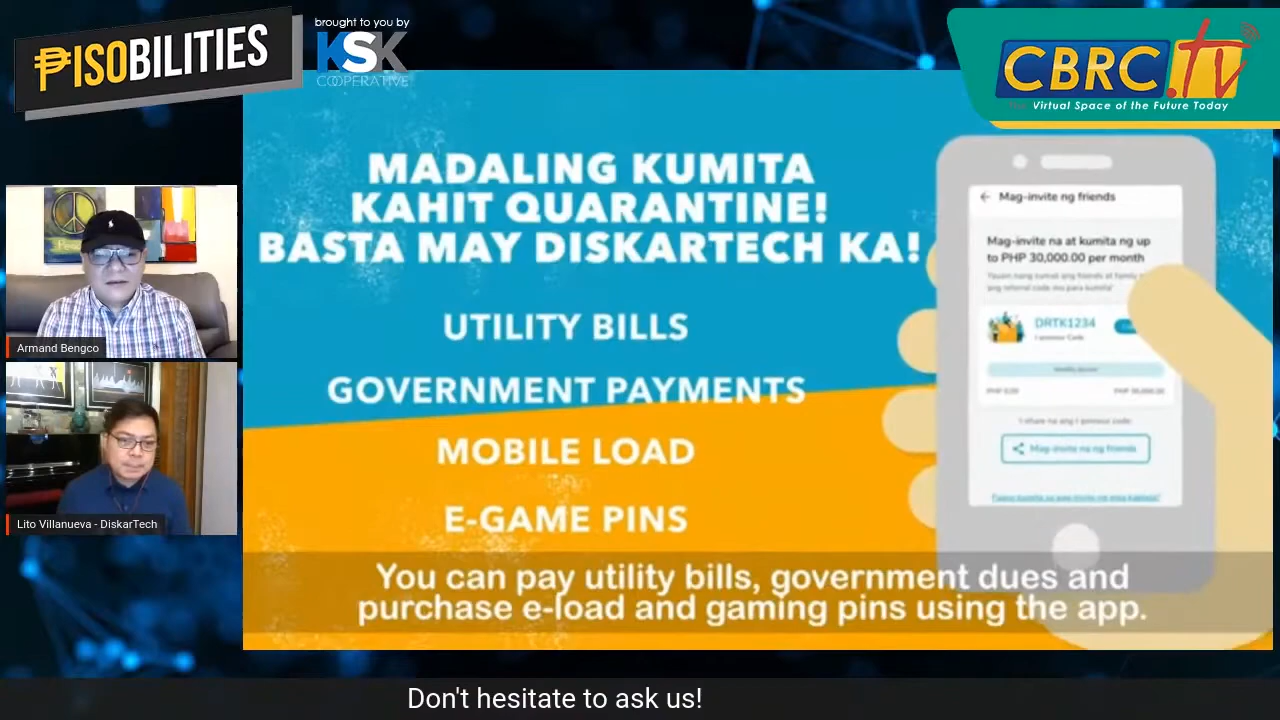 ₱ISOBILITIES
brought to you by
KSK
COOPERATIVE
CBRC.tv
The Virtual Space of the Future Today
MADALING KUMITA
KAHIT QUARANTINE!
BASTA MAY DISKARTECH KA!
UTILITY BILLS
GOVERNMENT PAYMENTS
MOBILE LOAD
E-GAME PINS
Mag-invite ng friends
Mag-invite na at kumita ng up
to PHP 30,000.00 per month
DRTK1234
Mag-invite na ng friends
You can pay utility bills, government dues and
purchase e-load and gaming pins using the app.
Armand Bengco
Lito Villanueva - DiskarTech
Don't hesitate to ask us!